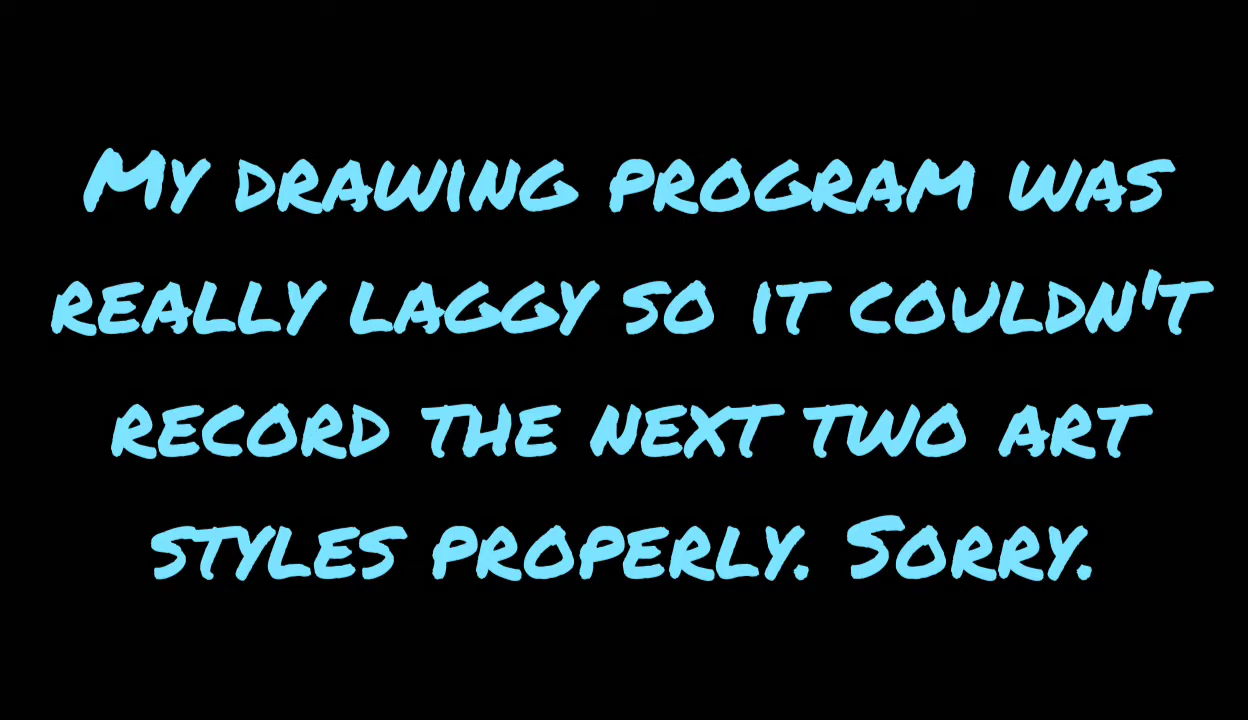 My drawing program was
really laggy so it couldn't
record the next two art
styles properly. Sorry.